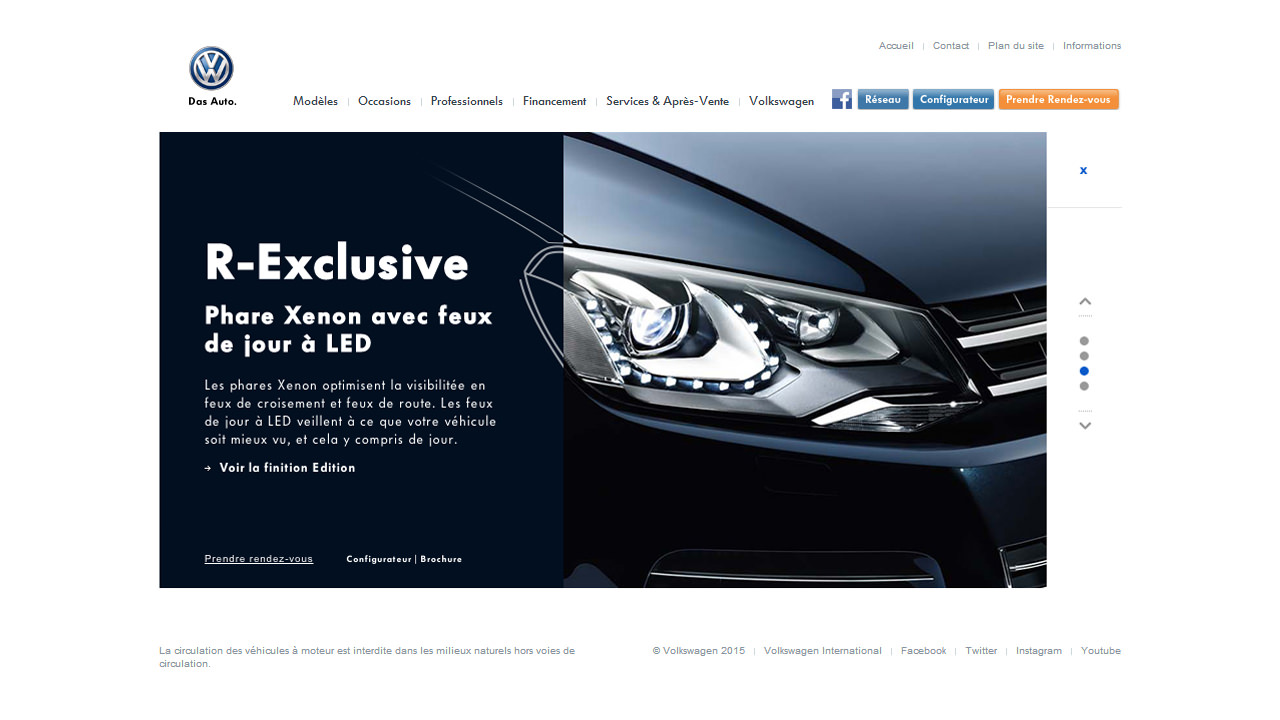 Accueil | Contact | Plan du site | Informations
Das Auto.
Modèles | Occasions | Professionnels | Financement | Services & Après-Vente | Volkswagen
f Réseau Configurateur Prendre Rendez-vous
x
R-Exclusive
Phare Xenon avec feux
de jour à LED
Les phares Xenon optimisent la visibilitée en
feux de croisement et feux de route. Les feux
de jour à LED veillent à ce que votre véhicule
soit mieux vu, et cela y compris de jour.
→ Voir la finition Edition
Prendre rendez-vous Configurateur | Brochure
La circulation des véhicules à moteur est interdite dans les milieux naturels hors voies de
circulation.
© Volkswagen 2015 | Volkswagen International | Facebook | Twitter | Instagram | Youtube